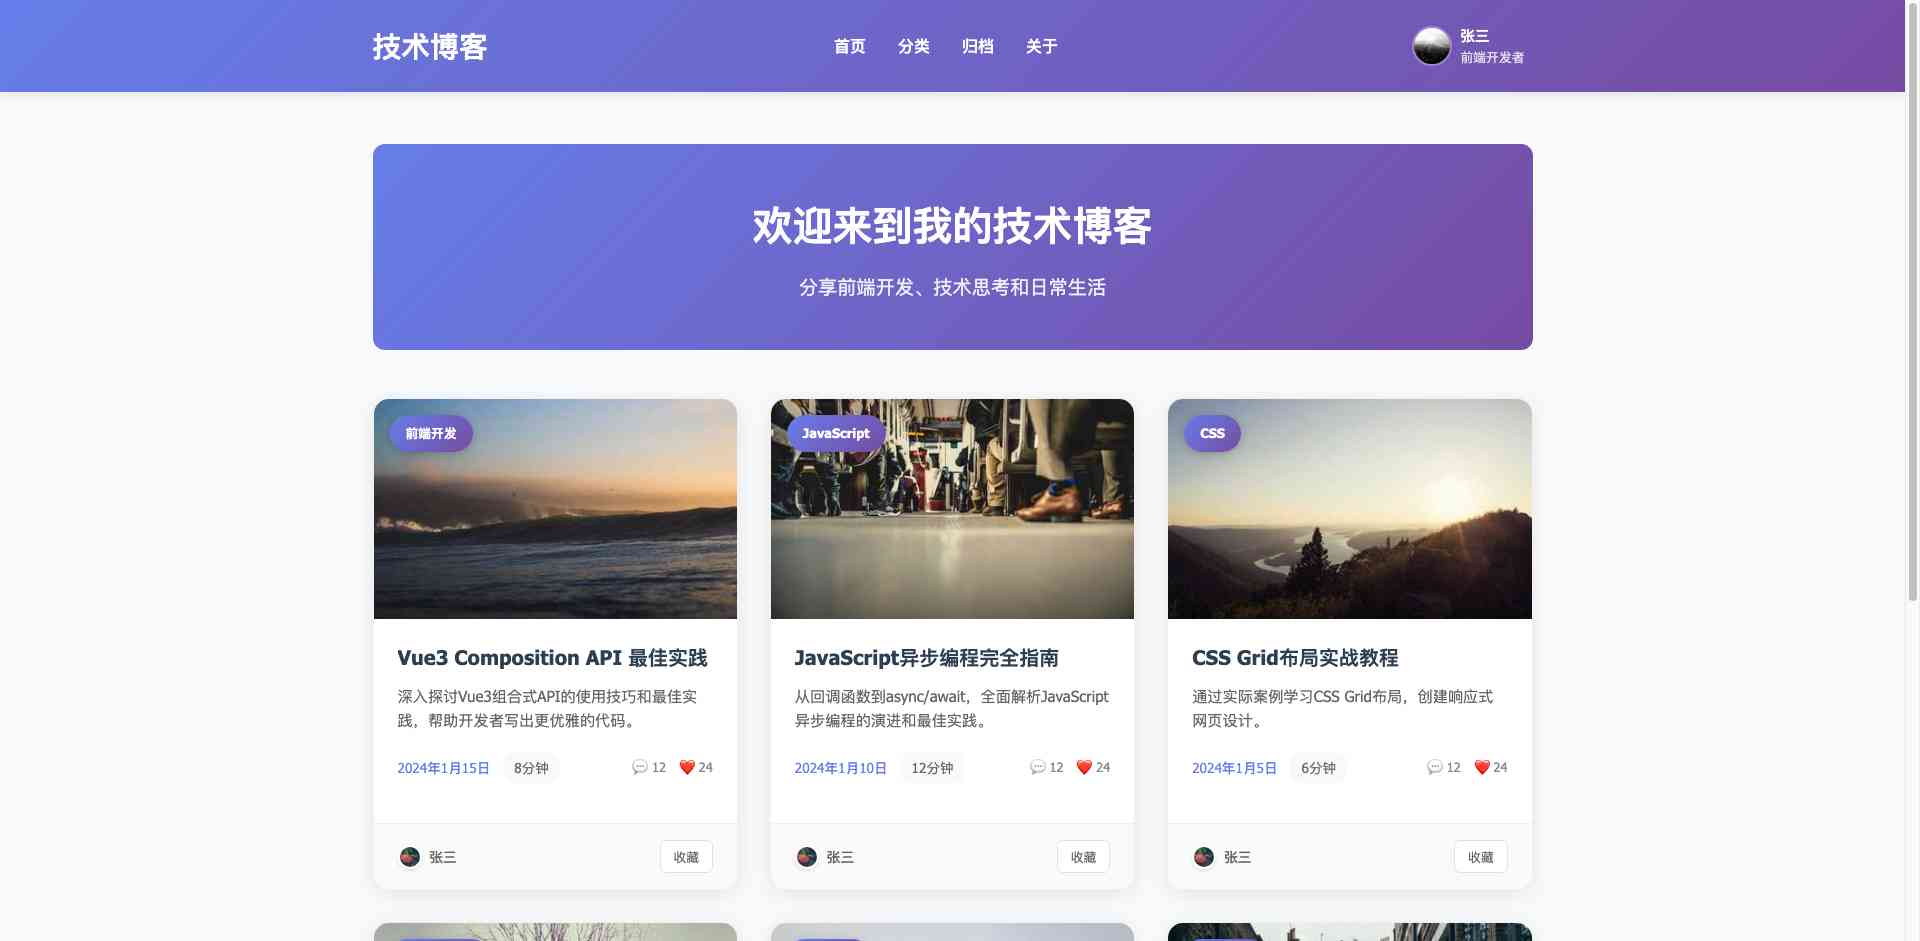 技术博客
首页 分类 归档 关于
张三
前端开发者
欢迎来到我的技术博客
分享前端开发、技术思考和日常生活
前端开发
Vue3 Composition API 最佳实践
深入探讨Vue3组合式API的使用技巧和最佳实
践，帮助开发者写出更优雅的代码。
2024年1月15日 8分钟 12 24
张三 收藏
JavaScript
JavaScript异步编程完全指南
从回调函数到async/await，全面解析JavaScript
异步编程的演进和最佳实践。
2024年1月10日 12分钟 12 24
张三 收藏
CSS
CSS Grid布局实战教程
通过实际案例学习CSS Grid布局，创建响应式
网页设计。
2024年1月5日 6分钟 12 24
张三 收藏